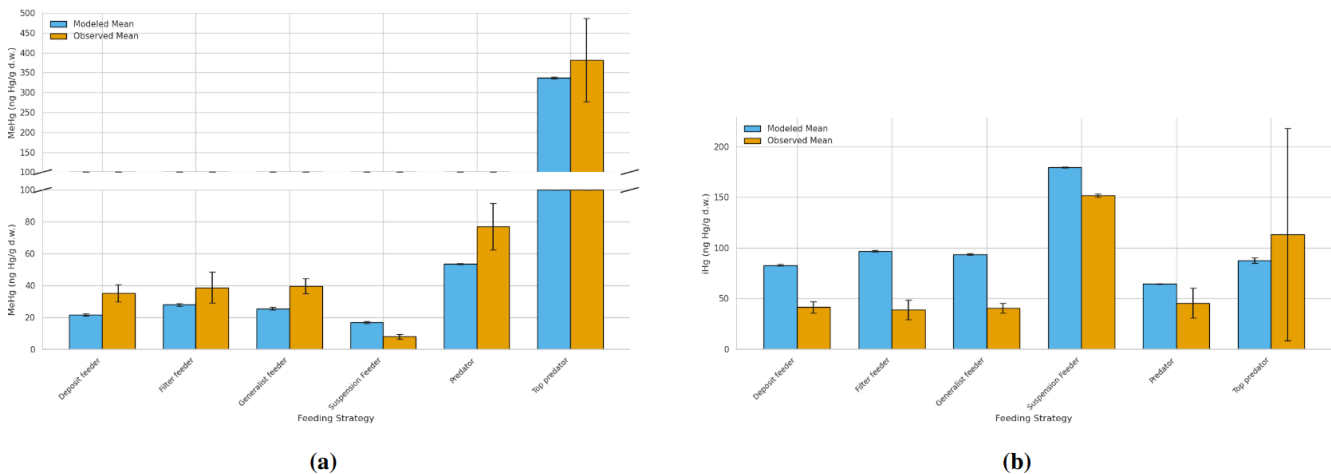 500
450
400
350
300
250
200
150
100
MeHg (ng Hg/g d.w.)
Modeled Mean
Observed Mean
100
80
60
40
20
0
MeHg (ng Hg/g d.w.)
Deposit feeder
Filter feeder
Generalist feeder
Suspension Feeder
Predator
Top predator
Feeding Strategy
(a)
200
150
100
50
0
iHg (ng Hg/g d.w.)
Modeled Mean
Observed Mean
Deposit feeder
Filter feeder
Generalist feeder
Suspension Feeder
Predator
Top predator
Feeding Strategy
(b)